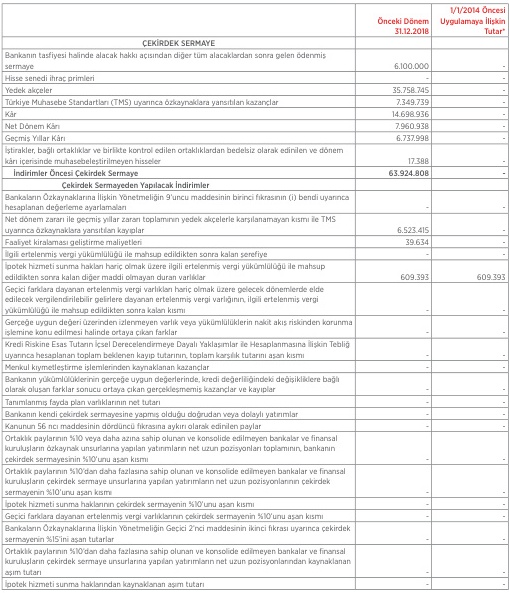 Önceki Dönem
31.12.2018
1/1/2014 Öncesi
Uygulamaya İlişkin
Tutar*
ÇEKİRDEK SERMAYE
Bankanın tasfiyesi halinde alacak hakkı açısından diğer tüm alacaklardan sonra gelen ödenmiş
sermaye 6.100.000 -
Hisse senedi ihraç primleri - -
Yedek akçeler 35.758.745 -
Türkiye Muhasebe Standartları (TMS) uyarınca özkaynaklara yansıtılan kazançlar 7.349.739 -
Kâr 14.698.936 -
Net Dönem Kârı 7.960.938 -
Geçmiş Yıllar Kârı 6.737.998 -
İştirakler, bağlı ortaklıklar ve birlikte kontrol edilen ortaklıklardan bedelsiz olarak edinilen ve dönem
kârı içerisinde muhasebeleştirilmeyen hisseler 17.388 -
İndirimler Öncesi Çekirdek Sermaye 63.924.808 -
Çekirdek Sermayeden Yapılacak İndirimler
Bankaların Özkaynaklarına İlişkin Yönetmeliğin 9'uncu maddesinin birinci fıkrasının (i) bendi uyarınca
hesaplanan değerleme ayarlamaları - -
Net dönem zararı ile geçmiş yıllar zararı toplamının yedek akçelerle karşılanamayan kısmı ile TMS
uyarınca özkaynaklara yansıtılan kayıplar 6.523.415 -
Faaliyet kiralaması geliştirme maliyetleri 39.634 -
İlgili ertelenmiş vergi yükümlülüğü ile mahsup edildikten sonra kalan şerefiye - -
İpotek hizmeti sunma hakları hariç olmak üzere ilgili ertelenmiş vergi yükümlülüğü ile mahsup
edildikten sonra kalan diğer maddi olmayan duran varlıklar 609.393 609.393
Geçici farklara dayanan ertelenmiş vergi varlıkları hariç olmak üzere gelecek dönemlerde elde
edilecek vergilendirilebilir gelirlere dayanan ertelenmiş vergi varlığının, ilgili ertelenmiş vergi
yükümlülüğü ile mahsup edildikten sonra kalan kısmı - -
Gerçeğe uygun değeri üzerinden izlenmeyen varlık veya yükümlülüklerin nakit akış riskinden korunma
işlemine konu edilmesi halinde ortaya çıkan farklar - -
Kredi Riskine Esas Tutarın İçsel Derecelendirmeye Dayalı Yaklaşımlar ile Hesaplanmasına İlişkin Tebliğ
uyarınca hesaplanan toplam beklenen kayıp tutarının, toplam karşılık tutarını aşan kısmı - -
Menkul kıymetleştirme işlemlerinden kaynaklanan kazançlar - -
Bankanın yükümlülüklerinin gerçeğe uygun değerlerinde, kredi değerliliğindeki değişikliklere bağlı
olarak oluşan farklar sonucu ortaya çıkan gerçekleşmemiş kazançlar ve kayıplar - -
Tanımlanmış fayda plan varlıklarının net tutarı - -
Bankanın kendi çekirdek sermayesine yapmış olduğu doğrudan veya dolaylı yatırımlar - -
Kanunun 56 ncı maddesinin dördüncü fıkrasına aykırı olarak edinilen paylar - -
Ortaklık paylarının %10 veya daha azına sahip olunan ve konsolide edilmeyen bankalar ve finansal
kuruluşların özkaynak unsurlarına yapılan yatırımların net uzun pozisyonları toplamının, bankanın
çekirdek sermayesinin %10'unu aşan kısmı - -
Ortaklık paylarının %10'dan daha fazlasına sahip olunan ve konsolide edilmeyen bankalar ve finansal
kuruluşların çekirdek sermaye unsurlarına yapılan yatırımların net uzun pozisyonlarının çekirdek
sermayenin %10'unu aşan kısmı - -
İpotek hizmeti sunma haklarının çekirdek sermayenin %10'unu aşan kısmı - -
Geçici farklara dayanan ertelenmiş vergi varlıklarının çekirdek sermayenin %10'unu aşan kısmı - -
Bankaların Özkaynaklarına İlişkin Yönetmeliğin Geçici 2'nci maddesinin ikinci fıkrası uyarınca çekirdek
sermayenin %15'ini aşan tutarlar - -
Ortaklık paylarının %10'dan daha fazlasına sahip olunan ve konsolide edilmeyen bankalar ve finansal
kuruluşların çekirdek sermaye unsurlarına yapılan yatırımların net uzun pozisyonlarından kaynaklanan
aşım tutarı - -
İpotek hizmeti sunma haklarından kaynaklanan aşım tutarı - -